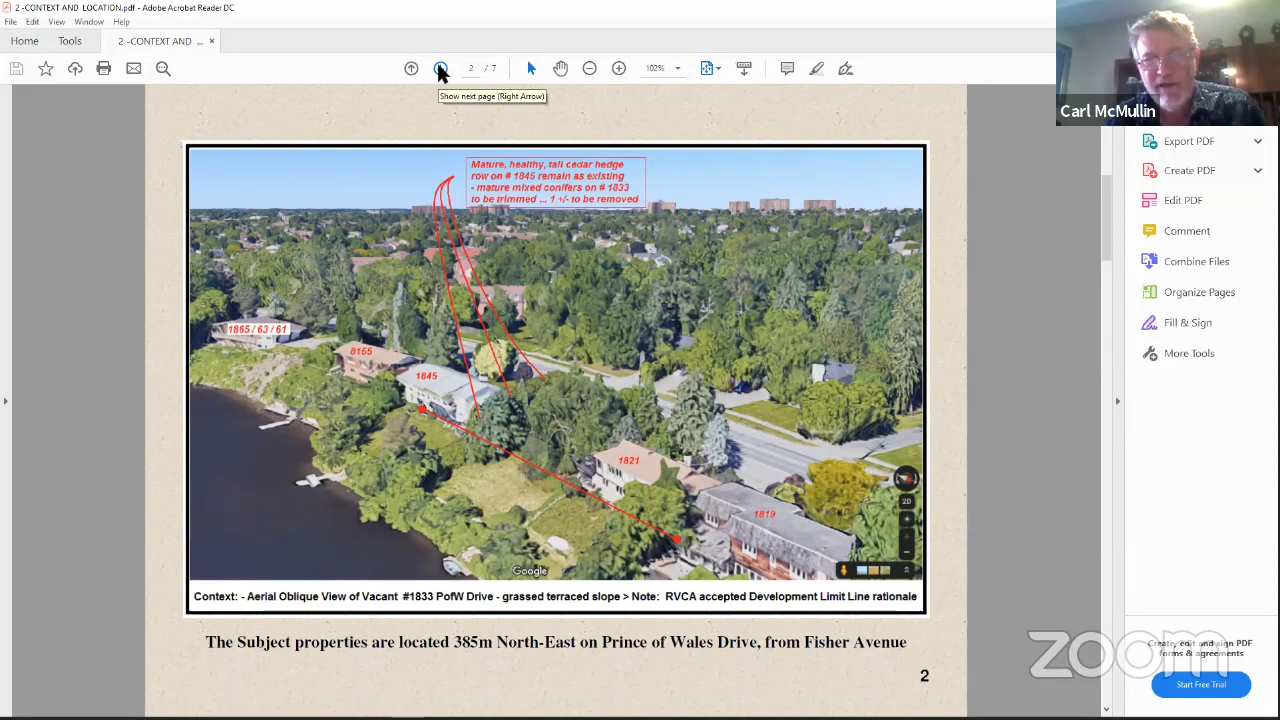 2 -CONTEXT AND LOCATION.pdf - Adobe Acrobat Reader DC
File Edit View Window Help
Home Tools 2 -CONTEXT AND ... ×
2 / 7 102%
Show next page (Right Arrow)
Carl McMullin
Export PDF
Create PDF
Edit PDF
Comment
Combine Files
Organize Pages
Fill & Sign
More Tools
Mature, healthy, tall cedar hedge
row on # 1845 remain as existing
- mature mixed conifers on # 1833
to be trimmed ... 1 +/- to be removed
1865 / 63 / 61
8155
1845
1821
1819
2D
Google
Context: - Aerial Oblique View of Vacant #1833 PofW Drive - grassed terraced slope > Note: RVCA accepted Development Limit Line rationale
The Subject properties are located 385m North-East on Prince of Wales Drive, from Fisher Avenue
2
Create, edit and sign PDF
forms & agreements
Start Free Trial
zoom